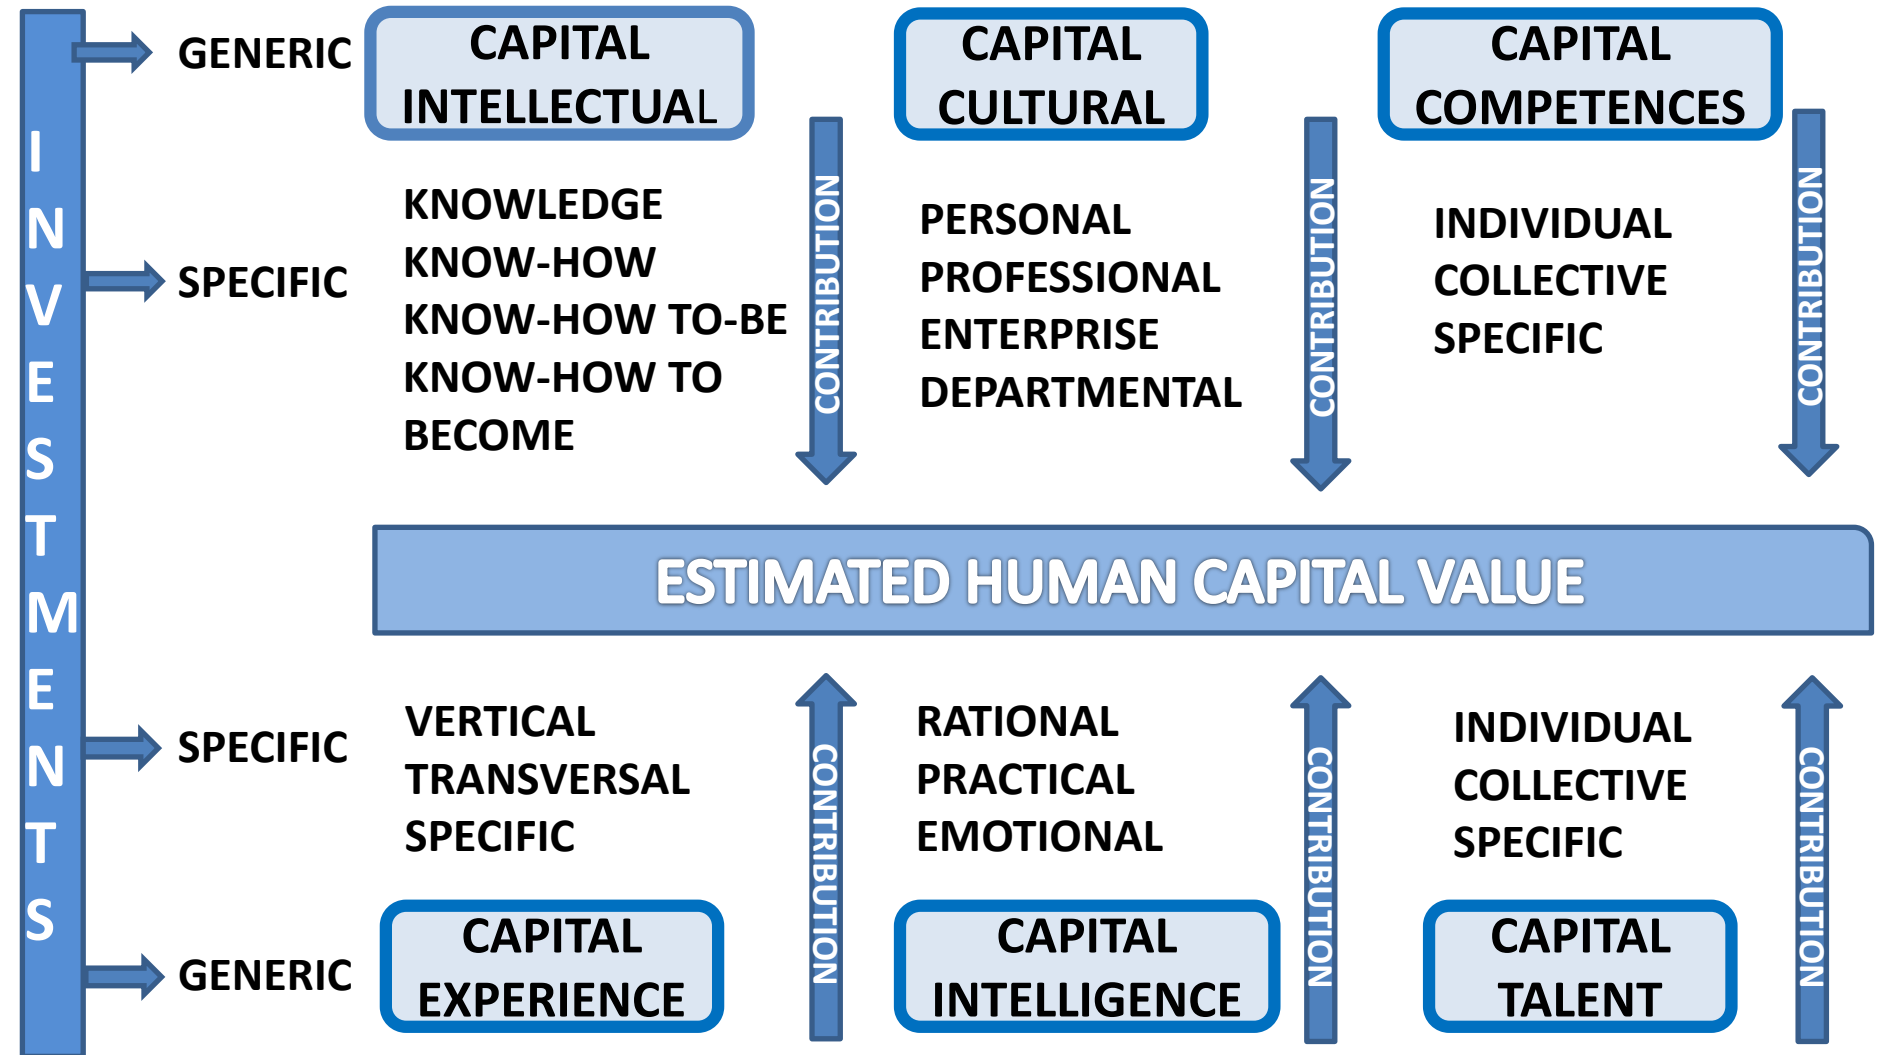 INVESTMENTS
GENERIC
CAPITAL
INTELLECTUAL
CAPITAL
CULTURAL
CAPITAL
COMPETENCES
SPECIFIC
KNOWLEDGE
KNOW-HOW
KNOW-HOW TO-BE
KNOW-HOW TO
BECOME
CONTRIBUTION
PERSONAL
PROFESSIONAL
ENTERPRISE
DEPARTMENTAL
CONTRIBUTION
INDIVIDUAL
COLLECTIVE
SPECIFIC
CONTRIBUTION
ESTIMATED HUMAN CAPITAL VALUE
SPECIFIC
VERTICAL
TRANSVERSAL
SPECIFIC
CONTRIBUTION
RATIONAL
PRACTICAL
EMOTIONAL
CONTRIBUTION
INDIVIDUAL
COLLECTIVE
SPECIFIC
CONTRIBUTION
GENERIC
CAPITAL
EXPERIENCE
CAPITAL
INTELLIGENCE
CAPITAL
TALENT